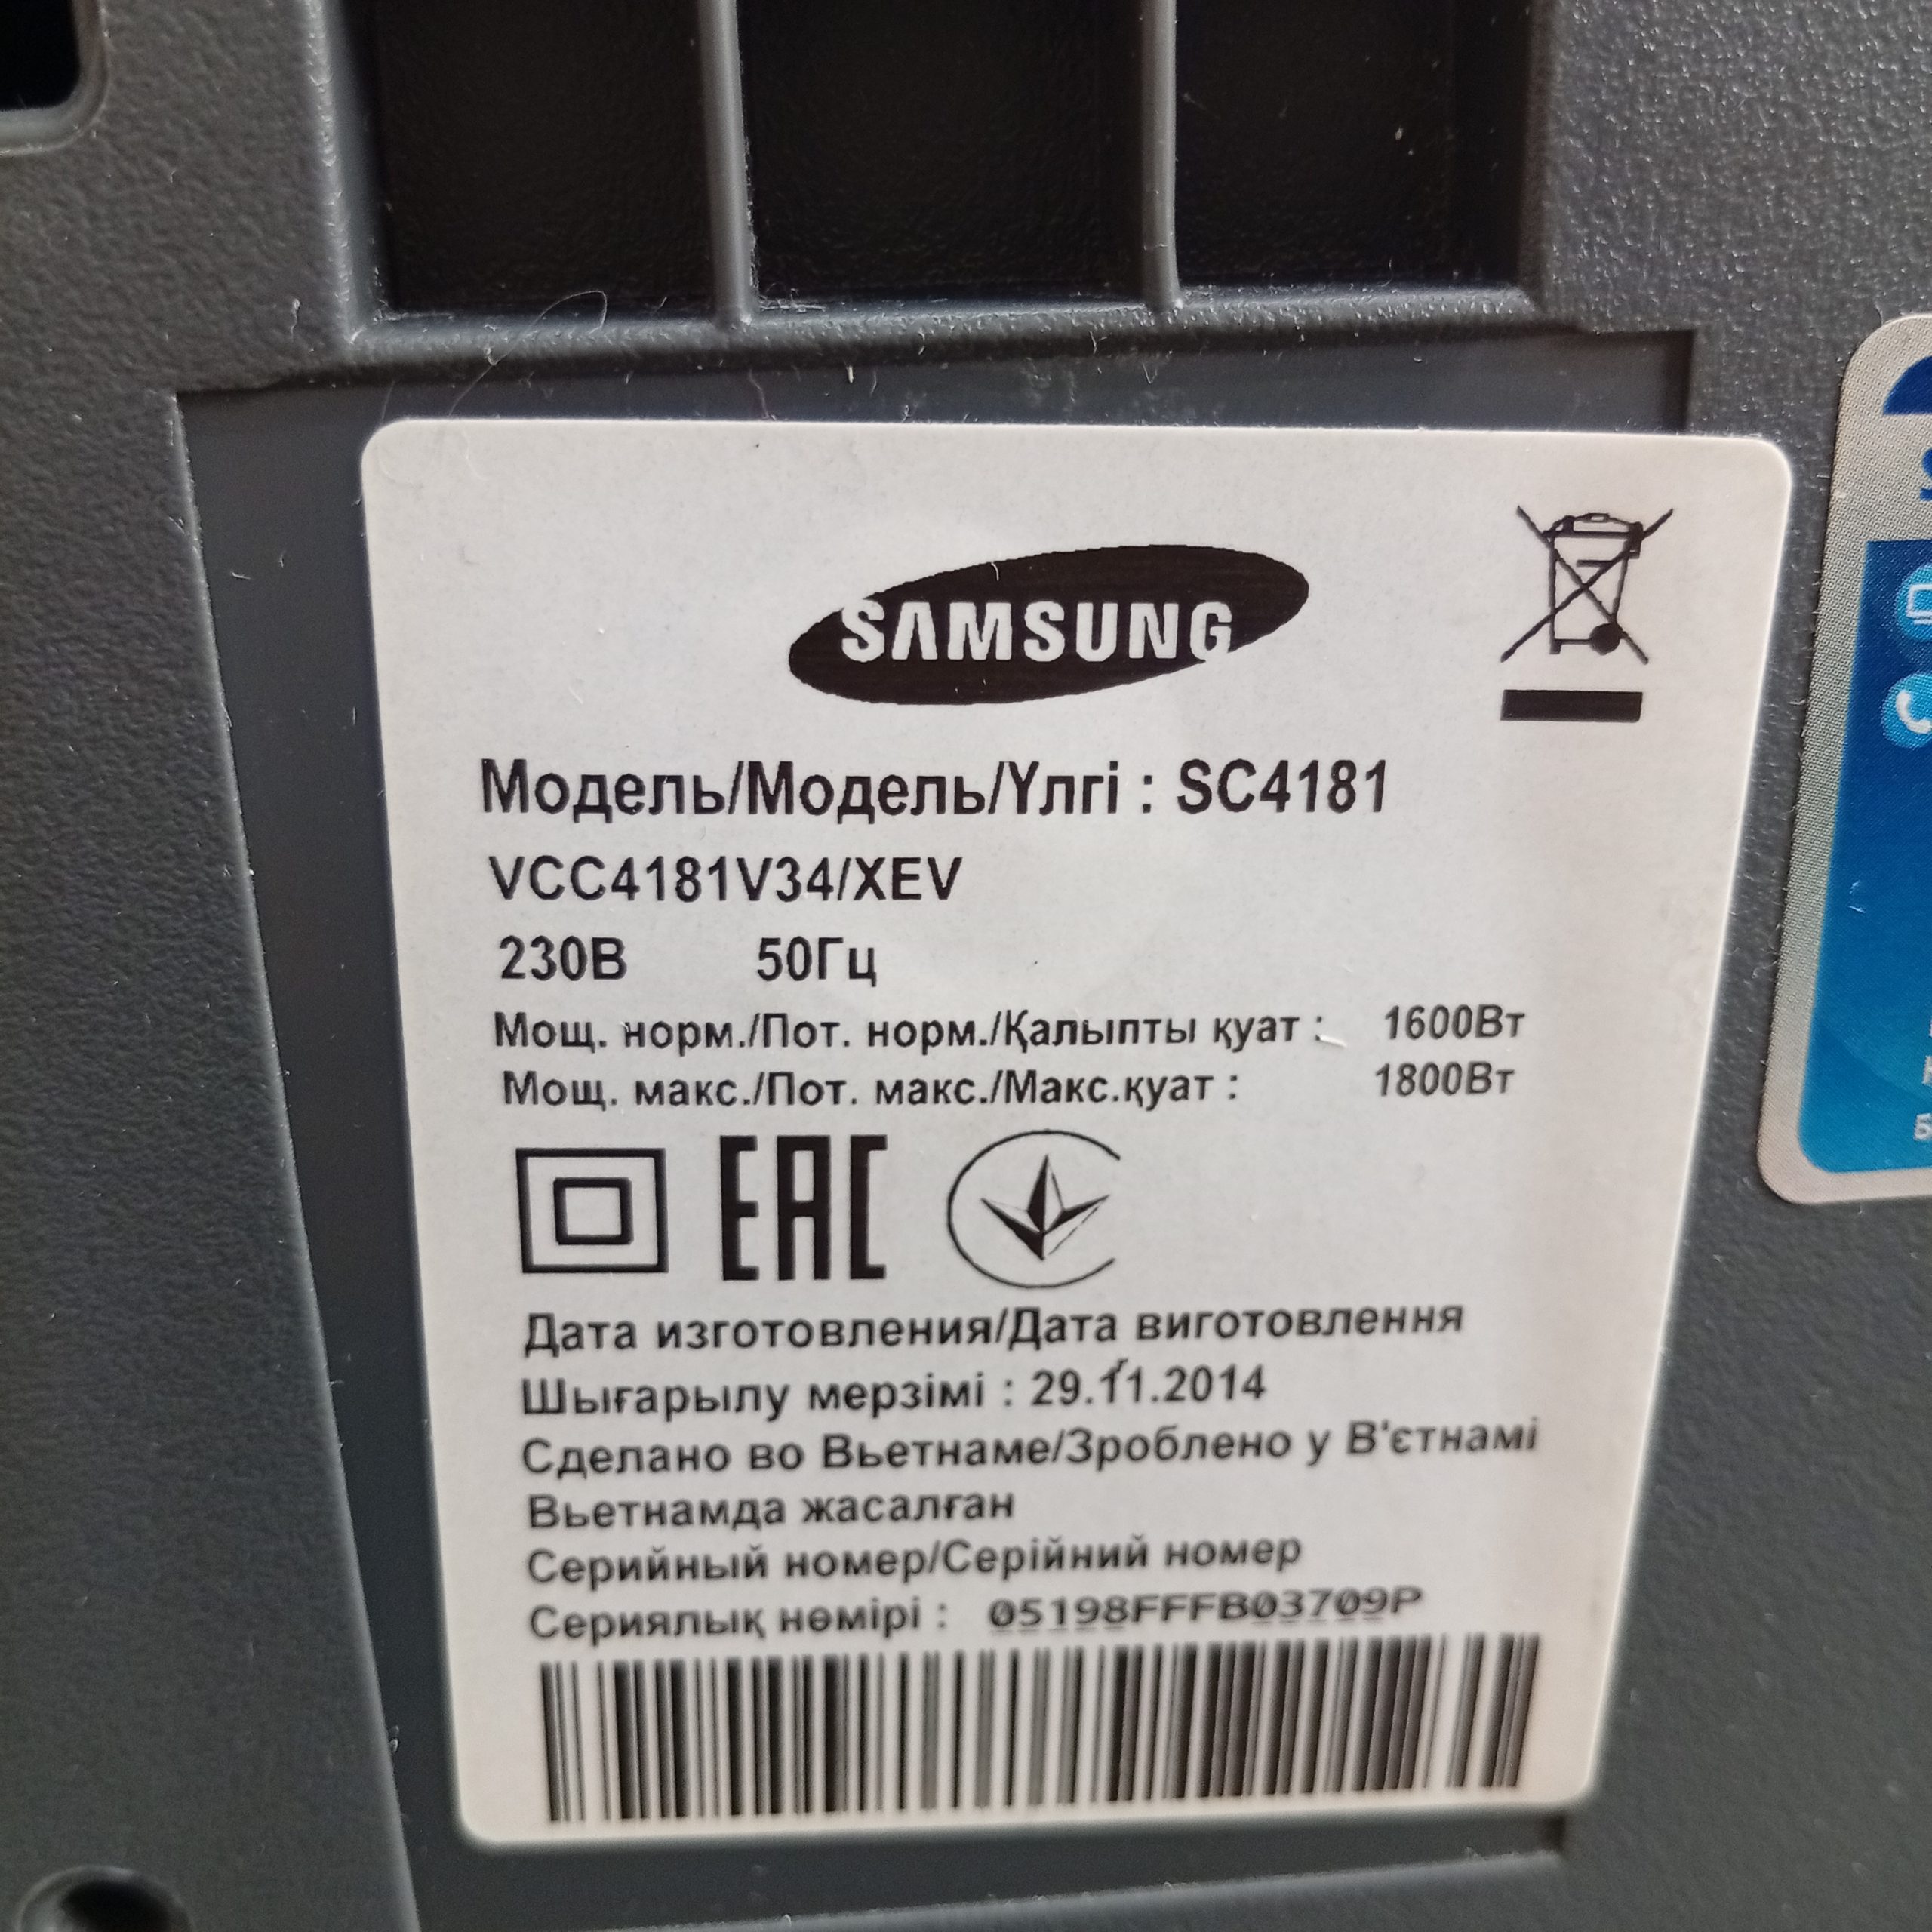 SAMSUNG
Модель/Модель/Үлгі : SC4181
VCC4181V34/XEV
230В 50Гц
Мощ. норм./Пот. норм./Қалыпты қуат : 1600Вт
Мощ. макс./Пот. макс./Макс.қуат : 1800Вт
EAC
Дата изготовления/Дата виготовлення
Шығарылу мерзімі : 29.11.2014
Сделано во Вьетнаме/Зроблено у В'єтнамі
Вьетнамда жасалған
Серийный номер/Серійний номер
Сериялық нөмірі : 05198FFFB03709P